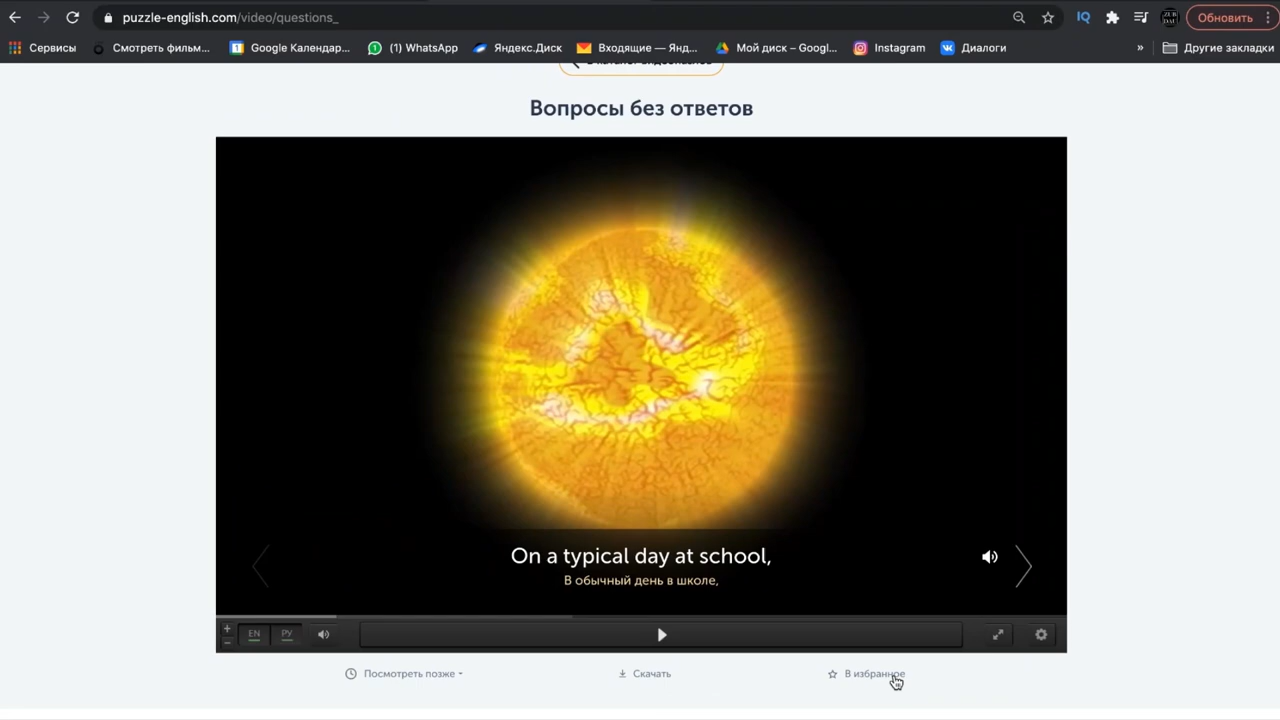 puzzle-english.com/video/questions_
Обновить
Сервисы
Смотреть фильм...
Google Календар...
(1) WhatsApp
Яндекс.Диск
Входящие — Янд...
Мой диск – Googl...
Instagram
Диалоги
»
Другие закладки
Вопросы без ответов
On a typical day at school,
В обычный день в школе,
EN
РУ
Посмотреть позже
Скачать
В избранное